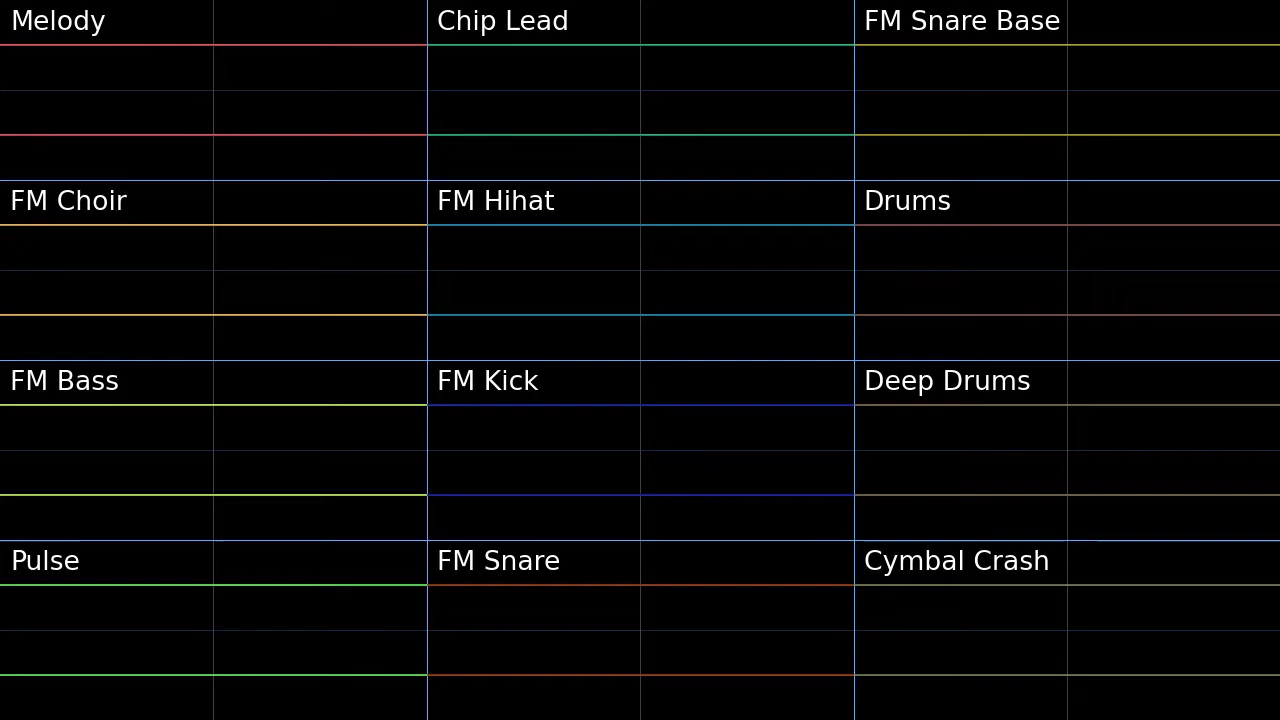 Melody
Chip Lead
FM Snare Base
FM Choir
FM Hihat
Drums
FM Bass
FM Kick
Deep Drums
Pulse
FM Snare
Cymbal Crash